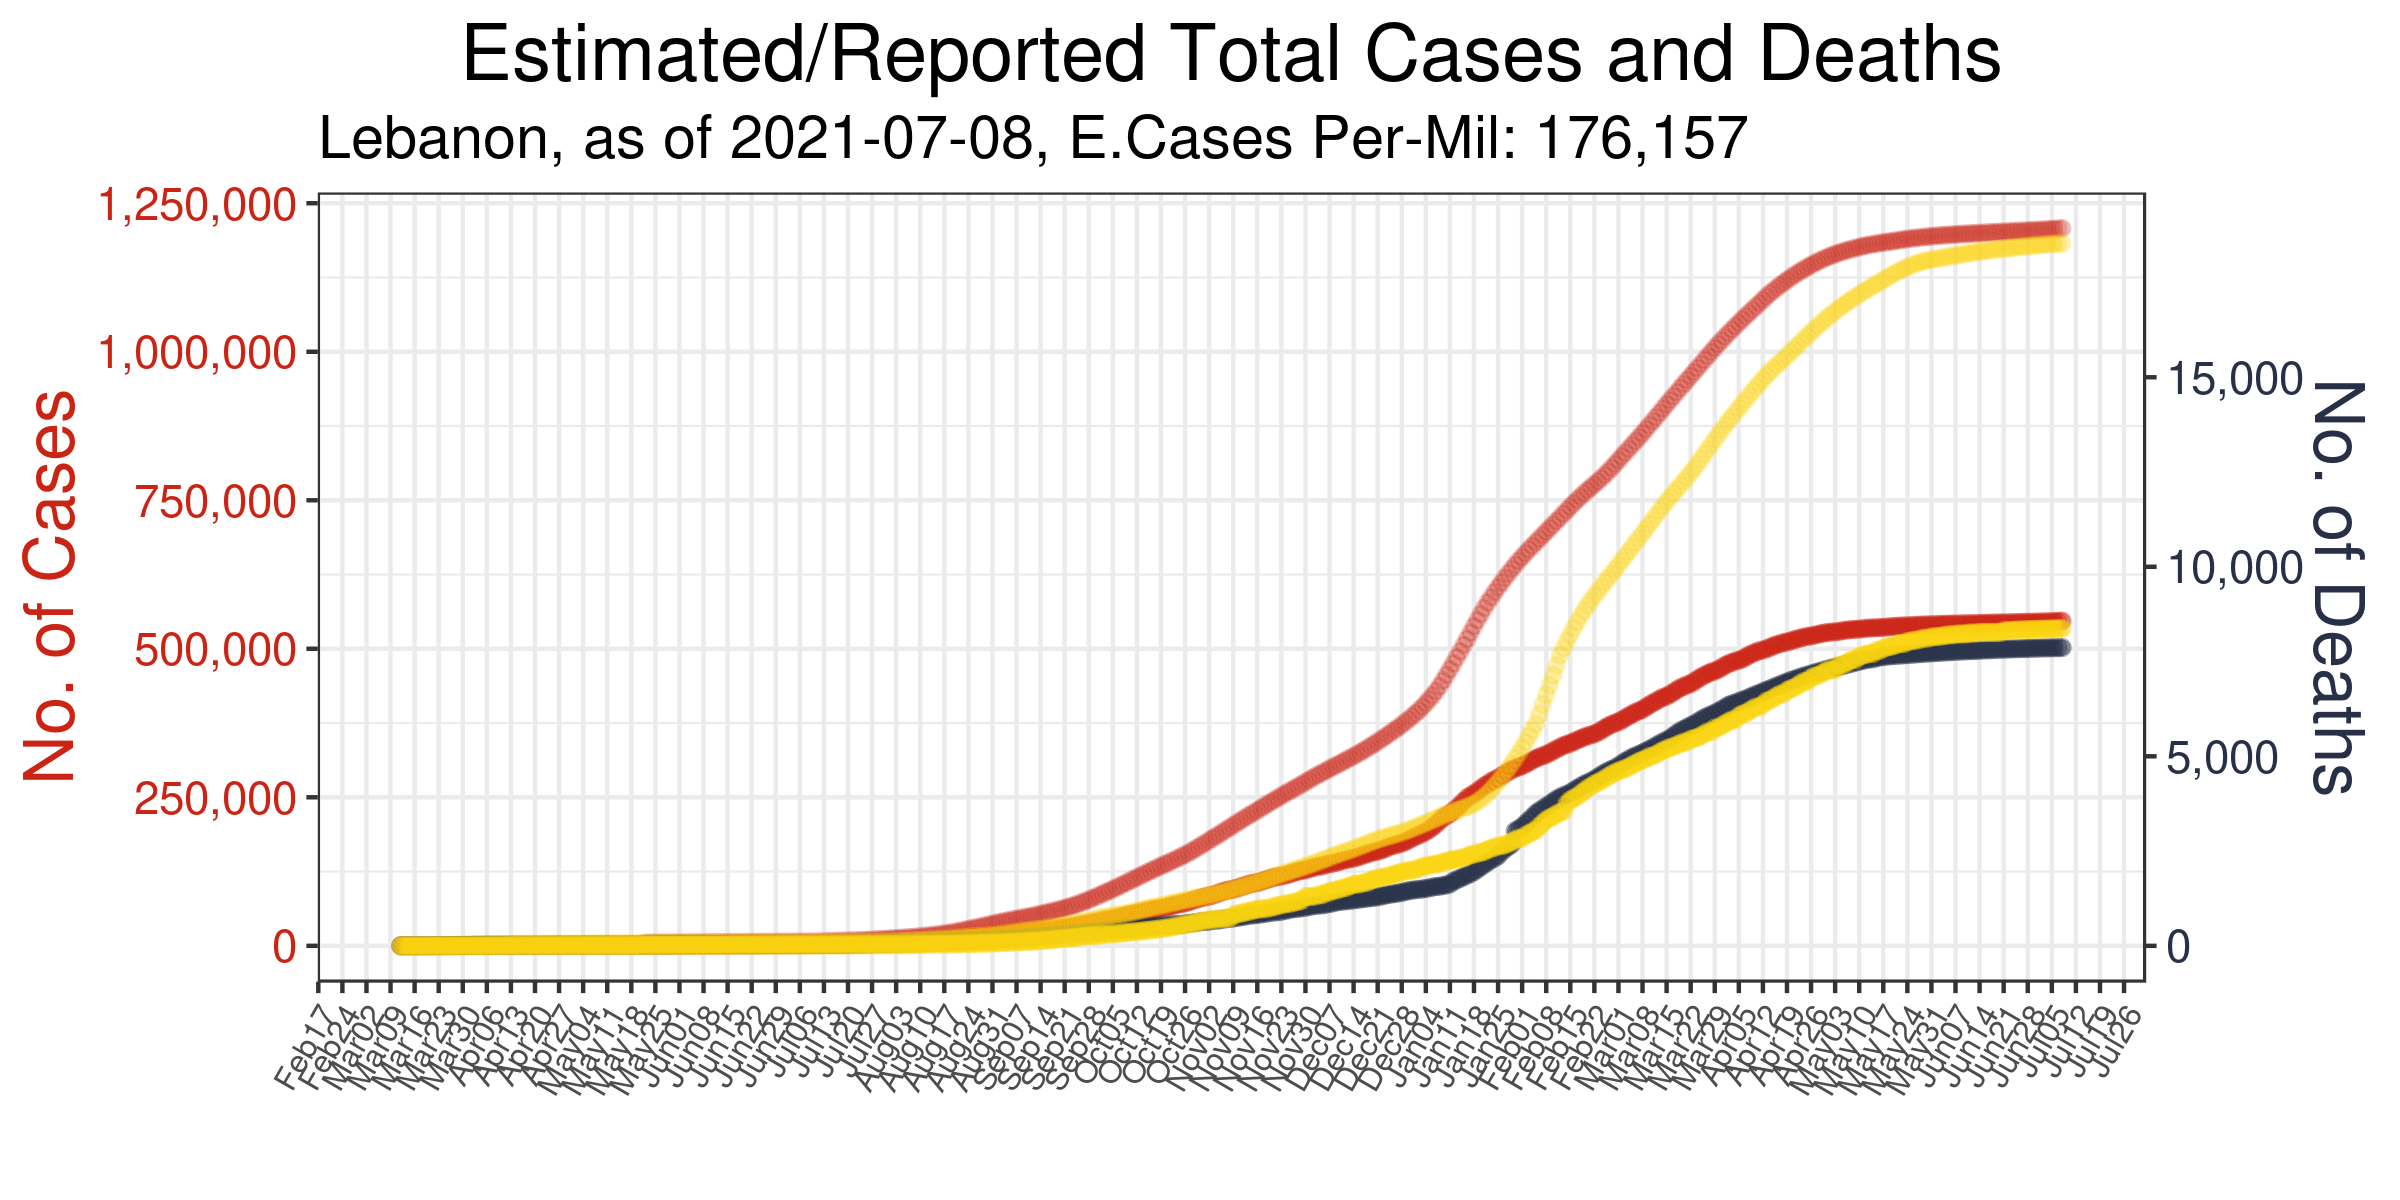 Estimated/Reported Total Cases and Deaths
Lebanon, as of 2021-07-08, E.Cases Per-Mil: 176,157
No. of Cases
1,250,000
1,000,000
750,000
500,000
250,000
0
15,000
10,000
5,000
0
No. of Deaths
Feb17
Feb24
Mar02
Mar09
Mar16
Mar23
Mar30
Apr06
Apr13
Apr20
Apr27
May04
May11
May18
May25
Jun01
Jun08
Jun15
Jun22
Jun29
Jul06
Jul13
Jul20
Jul27
Aug03
Aug10
Aug17
Aug24
Aug31
Sep07
Sep14
Sep21
Sep28
Oct05
Oct12
Oct19
Oct26
Nov02
Nov09
Nov16
Nov23
Nov30
Dec07
Dec14
Dec21
Dec28
Jan04
Jan11
Jan18
Jan25
Feb01
Feb08
Feb15
Feb22
Mar01
Mar08
Mar15
Mar22
Mar29
Apr05
Apr12
Apr19
Apr26
May03
May10
May17
May24
May31
Jun07
Jun14
Jun21
Jun28
Jul05
Jul12
Jul19
Jul26